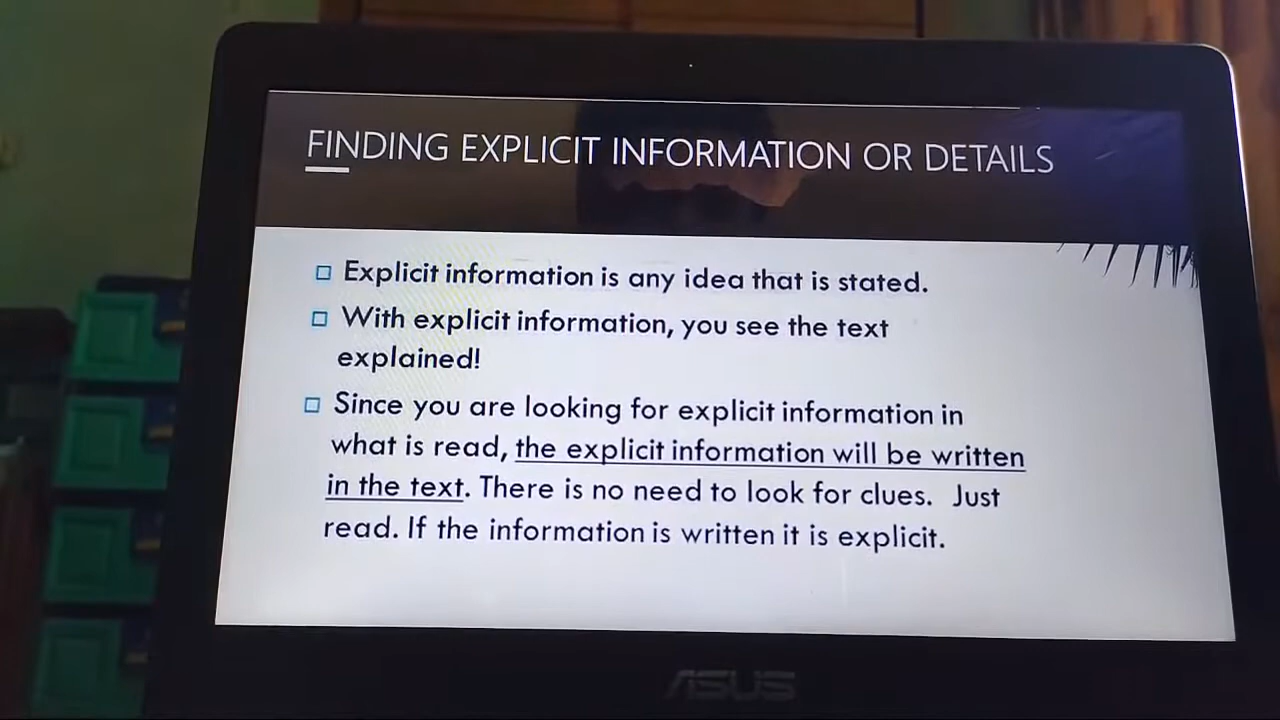 FINDING EXPLICIT INFORMATION OR DETAILS
Explicit information is any idea that is stated.
With explicit information, you see the text
explained!
Since you are looking for explicit information in
what is read, the explicit information will be written
in the text. There is no need to look for clues. Just
read. If the information is written it is explicit.
ASUS